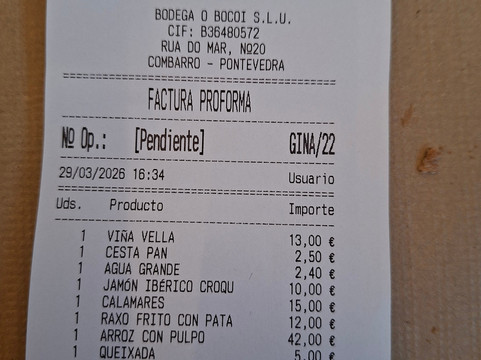 BODEGA O BOCOI S.L.U.
CIF: B36480572
RUA DO MAR, Nº20
COMBARRO - PONTEVEDRA
FACTURA PROFORMA
Nº Op.: [Pendiente] GINA/22
29/03/2026 16:34 Usuario
Uds. Producto Importe
1 VIÑA VELLA 13,00 €
1 CESTA PAN 2,50 €
1 AGUA GRANDE 2,40 €
1 JAMÓN IBÉRICO CROQU 10,00 €
1 CALAMARES 15,00 €
1 RAXO FRITO CON PATA 12,00 €
1 ARROZ CON PULPO 42,00 €
1 QUEIXADA 5,00 €